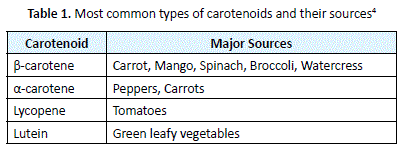 Table 1. Most common types of carotenoids and their sources⁴
Carotenoid Major Sources
β-carotene Carrot, Mango, Spinach, Broccoli, Watercress
α-carotene Peppers, Carrots
Lycopene Tomatoes
Lutein Green leafy vegetables